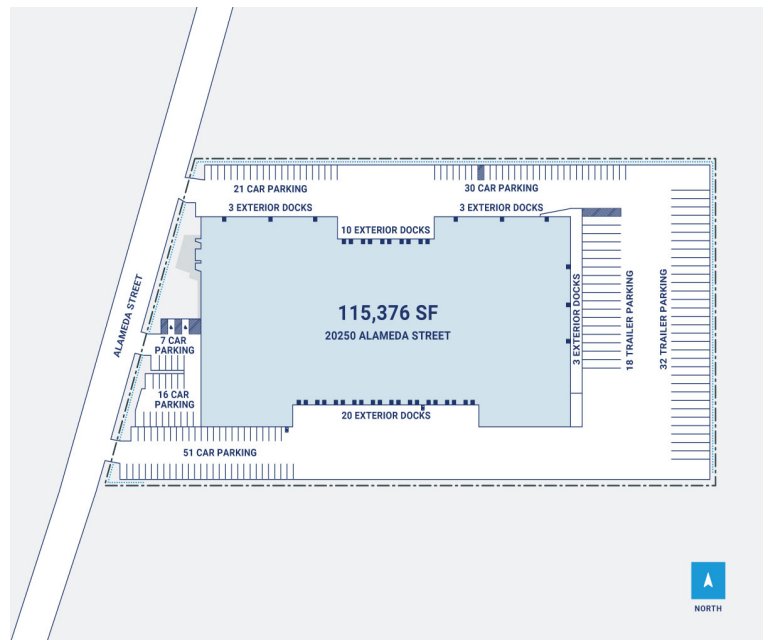 21 CAR PARKING
30 CAR PARKING
3 EXTERIOR DOCKS
3 EXTERIOR DOCKS
10 EXTERIOR DOCKS
ALAMEDA STREET
115,376 SF
20250 ALAMEDA STREET
3 EXTERIOR DOCKS
18 TRAILER PARKING
32 TRAILER PARKING
7 CAR
PARKING
16 CAR
PARKING
20 EXTERIOR DOCKS
51 CAR PARKING
NORTH